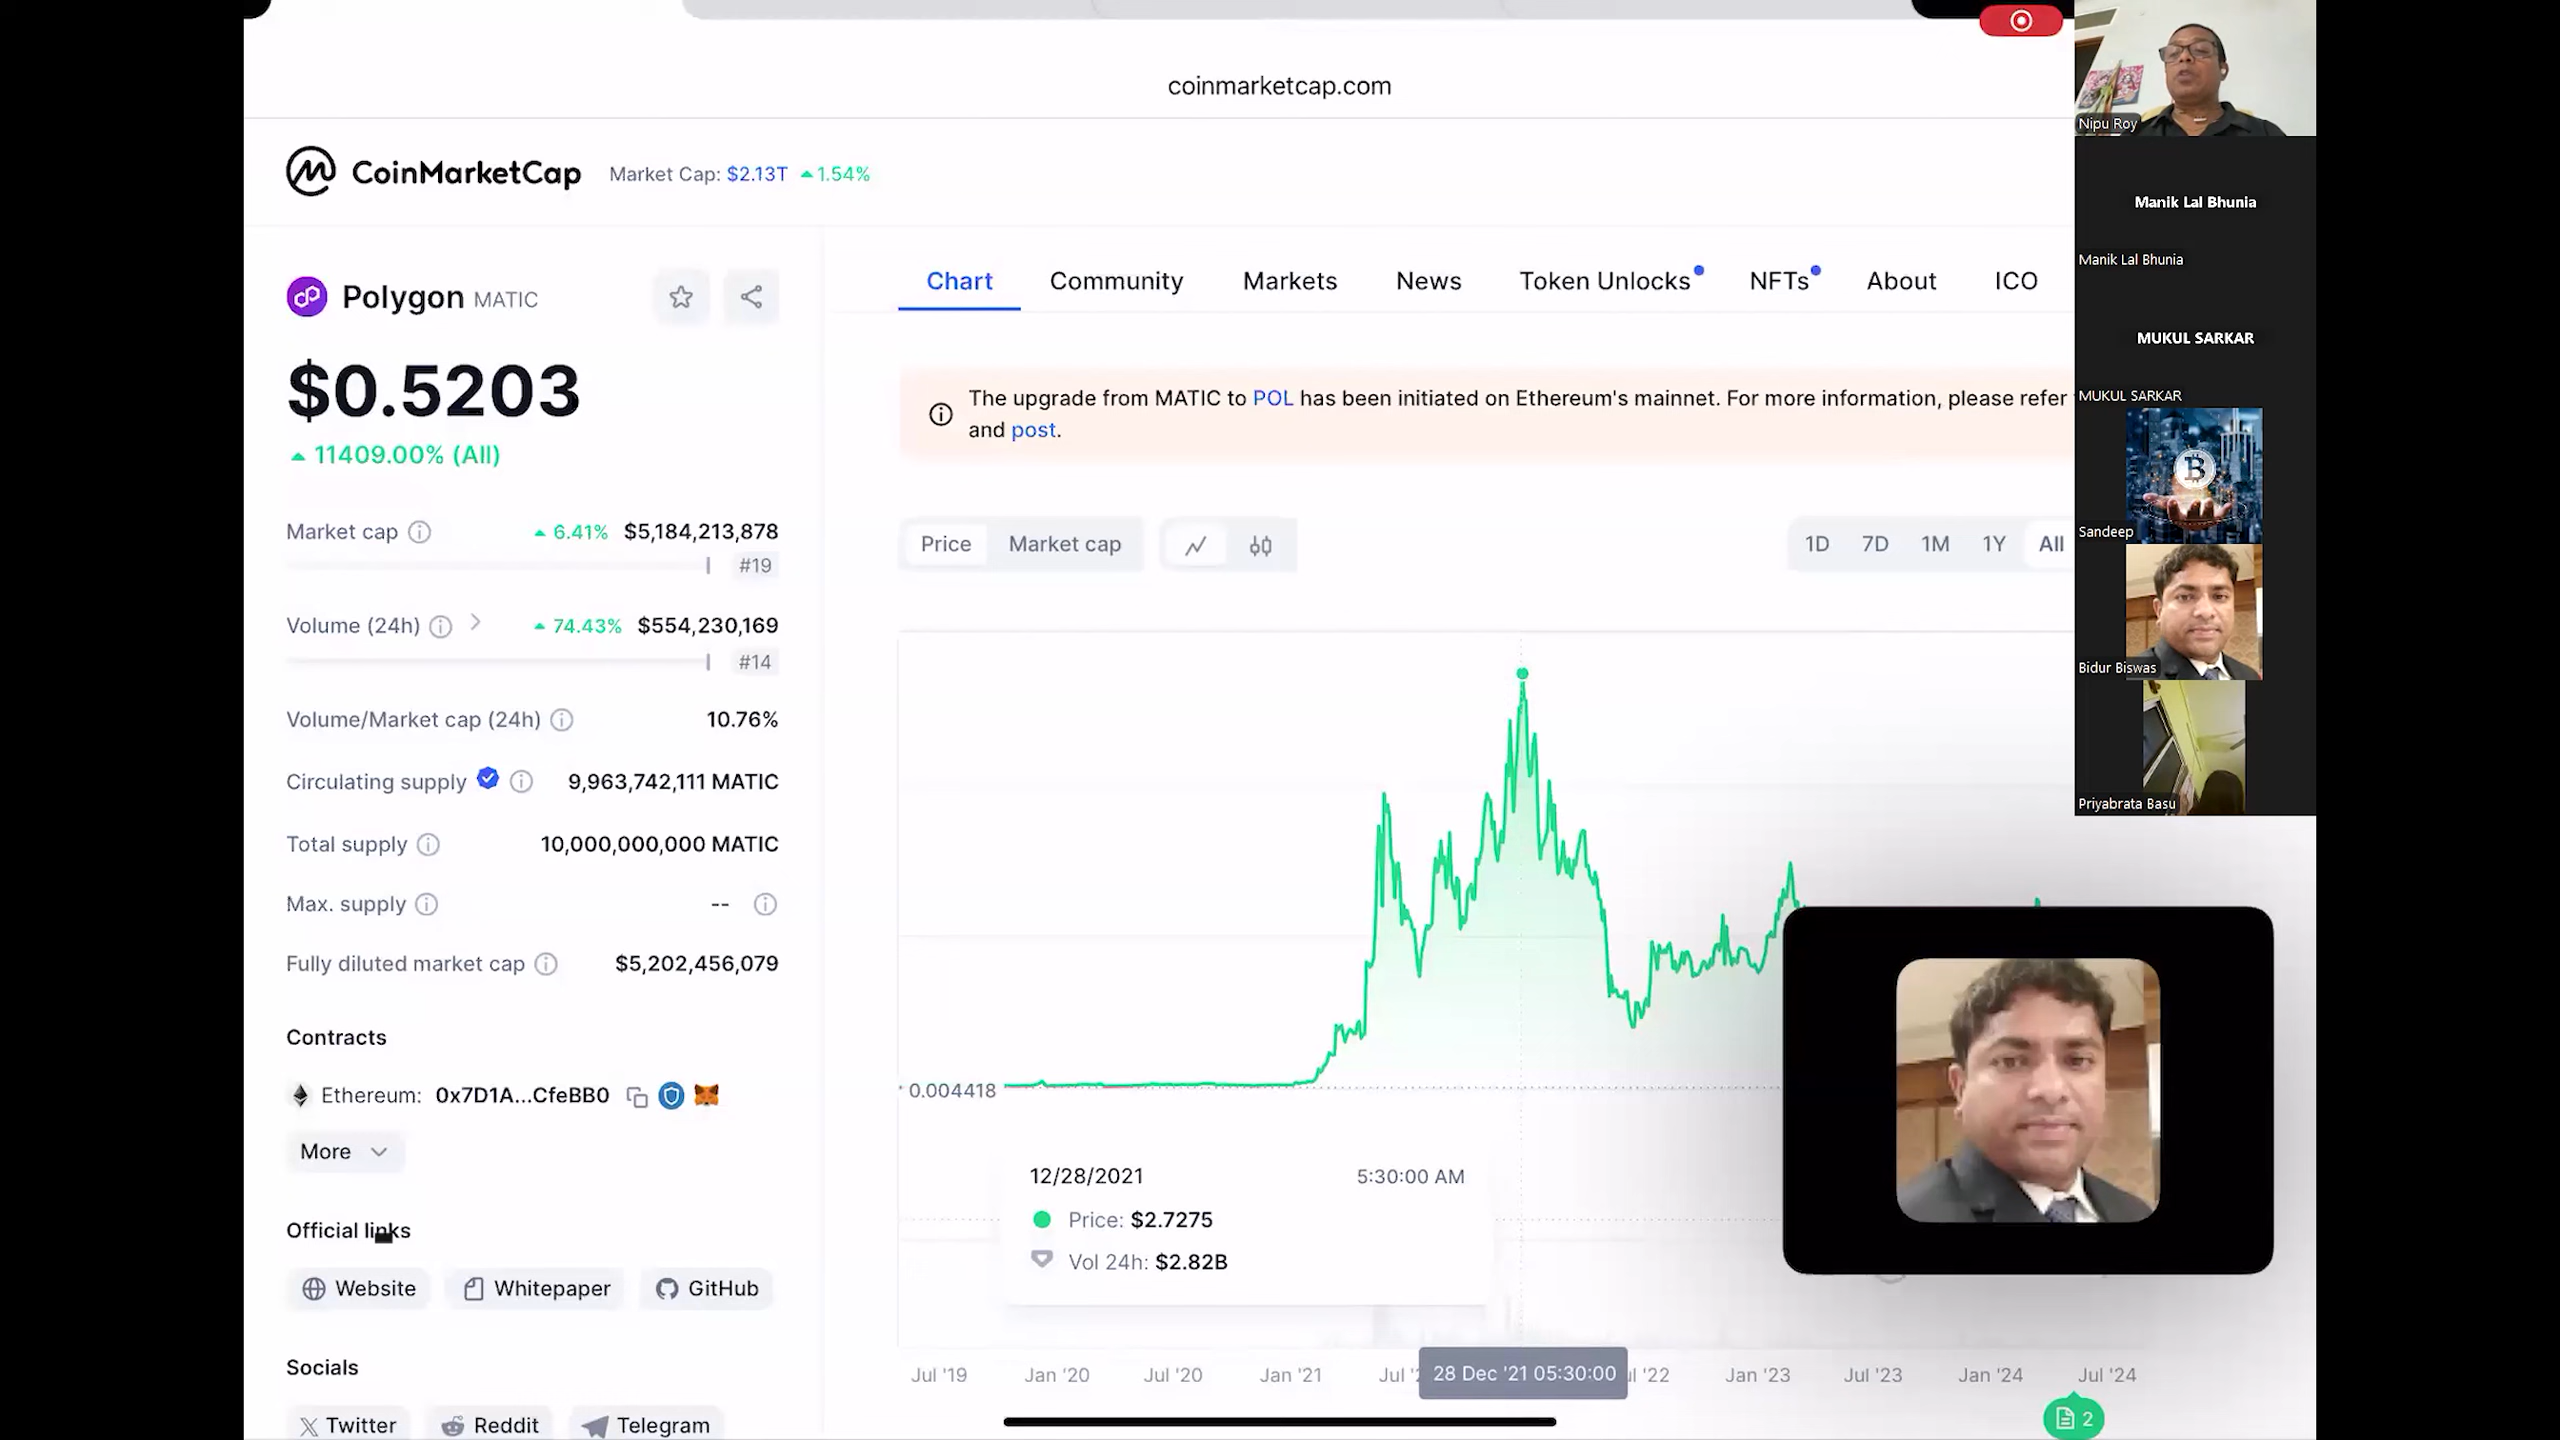 coinmarketcap.com
CoinMarketCap
Market Cap: $2.13T 1.54%
Polygon MATIC
$0.5203
11409.00% (All)
Market cap 6.41% $5,184,213,878
#19
Volume (24h) 74.43% $554,230,169
#14
Volume/Market cap (24h) 10.76%
Circulating supply 9,963,742,111 MATIC
Total supply 10,000,000,000 MATIC
Max. supply --
Fully diluted market cap $5,202,456,079
Contracts
Ethereum: 0x7D1A...CfeBB0
More
Official links
Website Whitepaper GitHub
Socials
Twitter Reddit Telegram
Chart Community Markets News Token Unlocks NFTs About ICO
The upgrade from MATIC to POL has been initiated on Ethereum's mainnet. For more information, please refer
and post.
Price Market cap
1D 7D 1M 1Y All
0.004418
12/28/2021 5:30:00 AM
Price: $2.7275
Vol 24h: $2.82B
Jul '19 Jan '20 Jul '20 Jan '21 28 Dec '21 05:30:00 Jan '23 Jul '23 Jan '24 Jul '24
2
Nipu Roy
Manik Lal Bhunia
Manik Lal Bhunia
MUKUL SARKAR
MUKUL SARKAR
Sandeep
Bidur Biswas
Priyabrata Basu